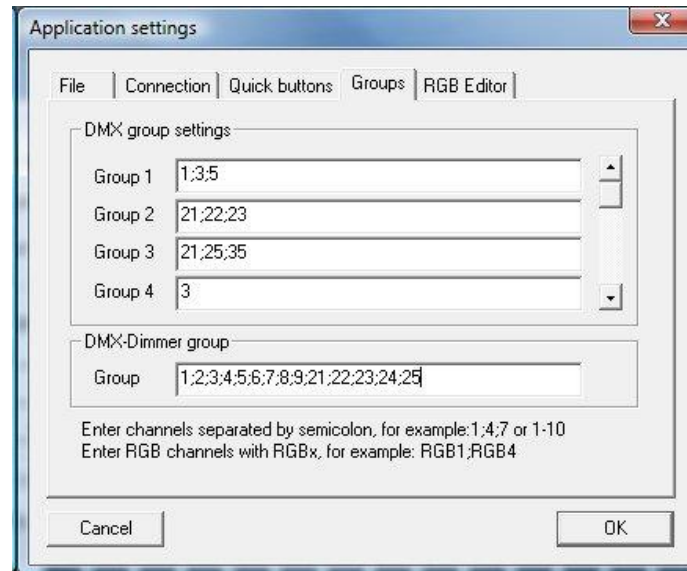 Application settings
File Connection Quick buttons Groups RGB Editor
DMX group settings
Group 1 1;3;5
Group 2 21;22;23
Group 3 21;25;35
Group 4 3
DMX-Dimmer group
Group 1;2;3;4;5;6;7;8;9;21;22;23;24;25
Enter channels separated by semicolon, for example:1;4;7 or 1-10
Enter RGB channels with RGBx, for example: RGB1;RGB4
Cancel OK